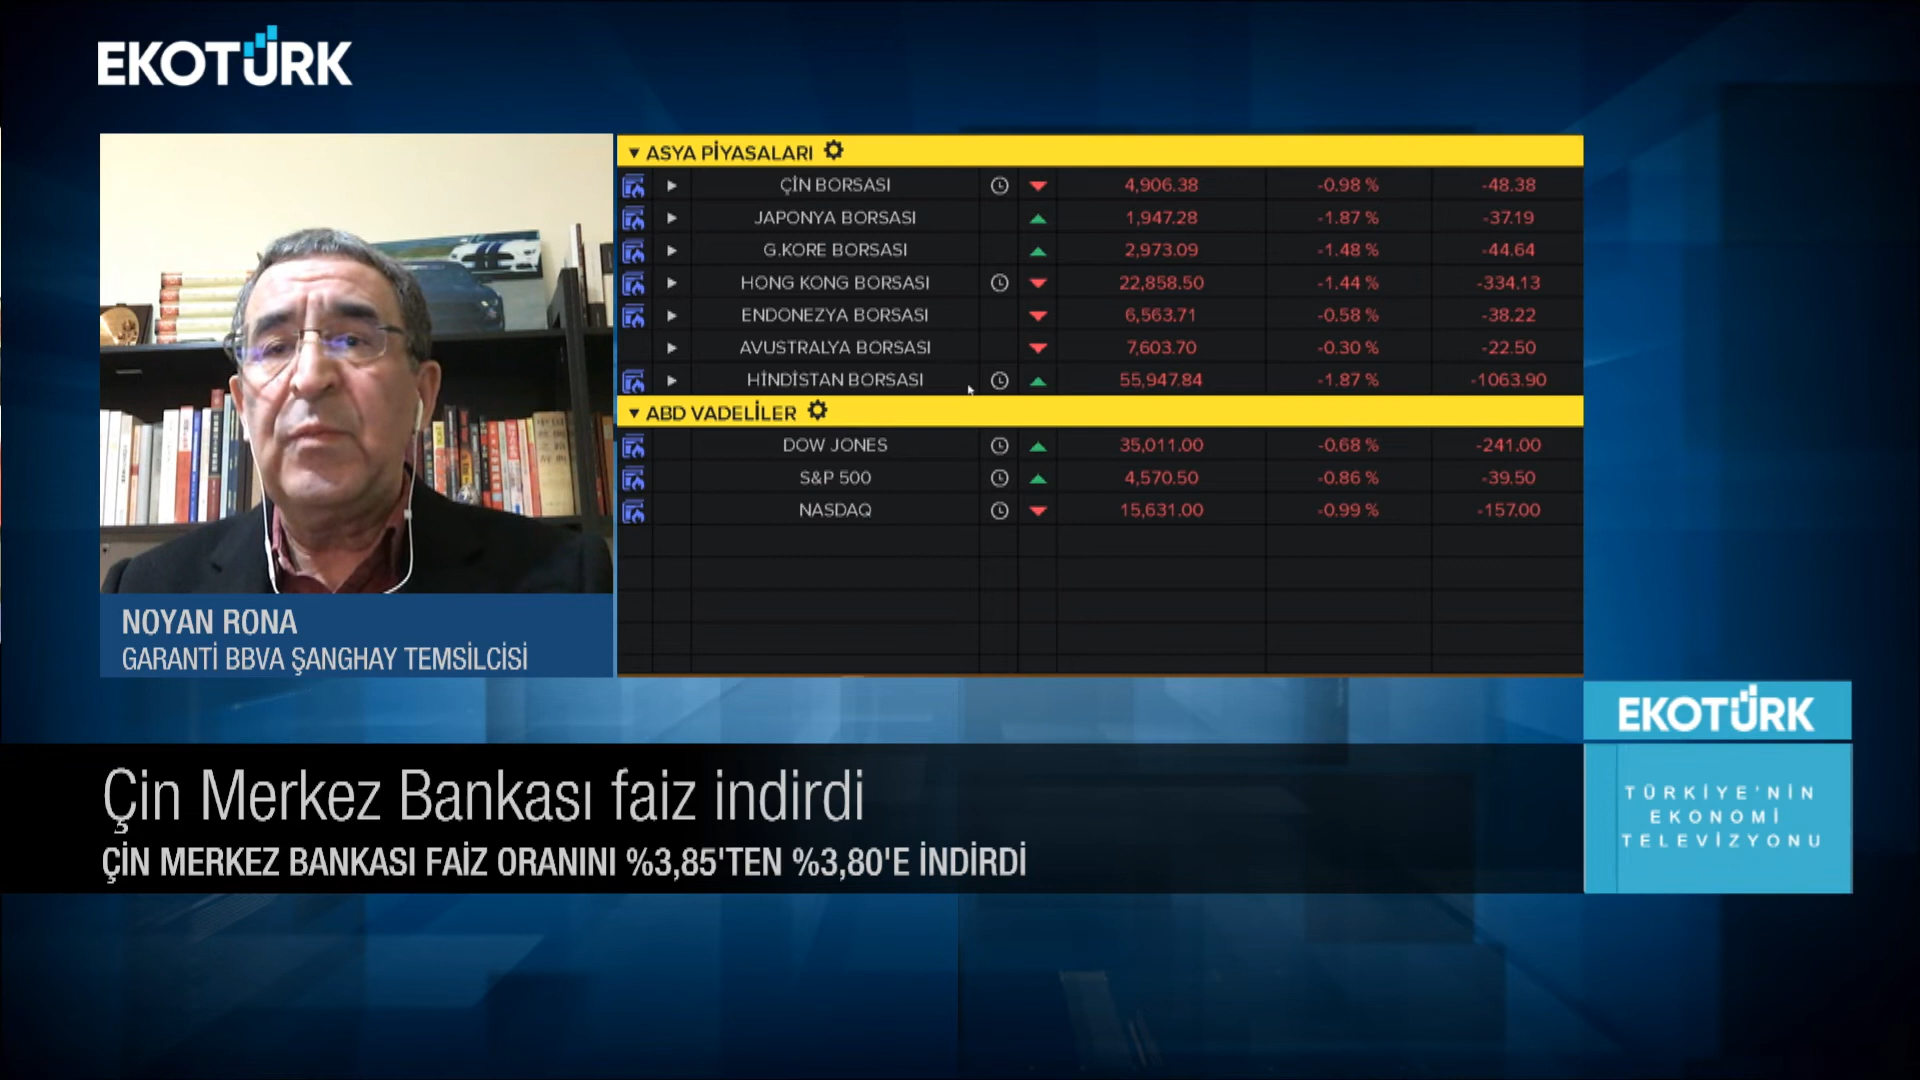 EKOTÜRK
ASYA PİYASALARI
ÇİN BORSASI 4,906.38 -0.98 % -48.38
JAPONYA BORSASI 1,947.28 -1.87 % -37.19
G.KORE BORSASI 2,973.09 -1.48 % -44.64
HONG KONG BORSASI 22,858.50 -1.44 % -334.13
ENDONEZYA BORSASI 6,563.71 -0.58 % -38.22
AVUSTRALYA BORSASI 7,603.70 -0.30 % -22.50
HİNDİSTAN BORSASI 55,947.84 -1.87 % -1063.90
ABD VADELİLER
DOW JONES 35,011.00 -0.68 % -241.00
S&P 500 4,570.50 -0.86 % -39.50
NASDAQ 15,631.00 -0.99 % -157.00
NOYAN RONA
GARANTİ BBVA ŞANGHAY TEMSİLCİSİ
EKOTÜRK
TÜRKİYE'NİN
EKONOMİ
TELEVİZYONU
Çin Merkez Bankası faiz indirdi
ÇİN MERKEZ BANKASI FAİZ ORANINI %3,85'TEN %3,80'E İNDİRDİ